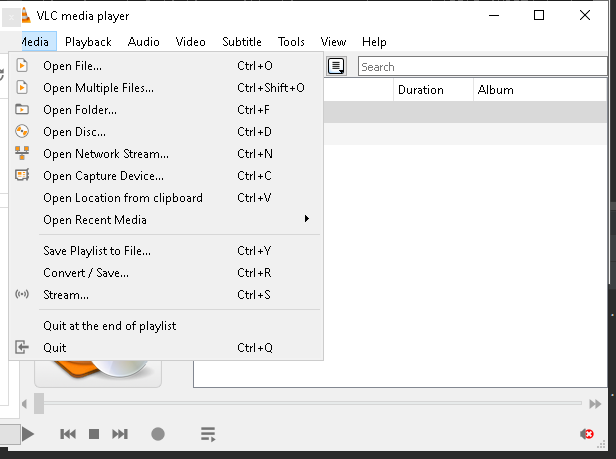 VLC media player
Media Playback Audio Video Subtitle Tools View Help
Open File... Ctrl+O
Search
Open Multiple Files... Ctrl+Shift+O
Duration Album
Open Folder... Ctrl+F
Open Disc... Ctrl+D
Open Network Stream... Ctrl+N
Open Capture Device... Ctrl+C
Open Location from clipboard Ctrl+V
Open Recent Media
Save Playlist to File... Ctrl+Y
Convert / Save... Ctrl+R
Stream... Ctrl+S
Quit at the end of playlist
Quit Ctrl+Q